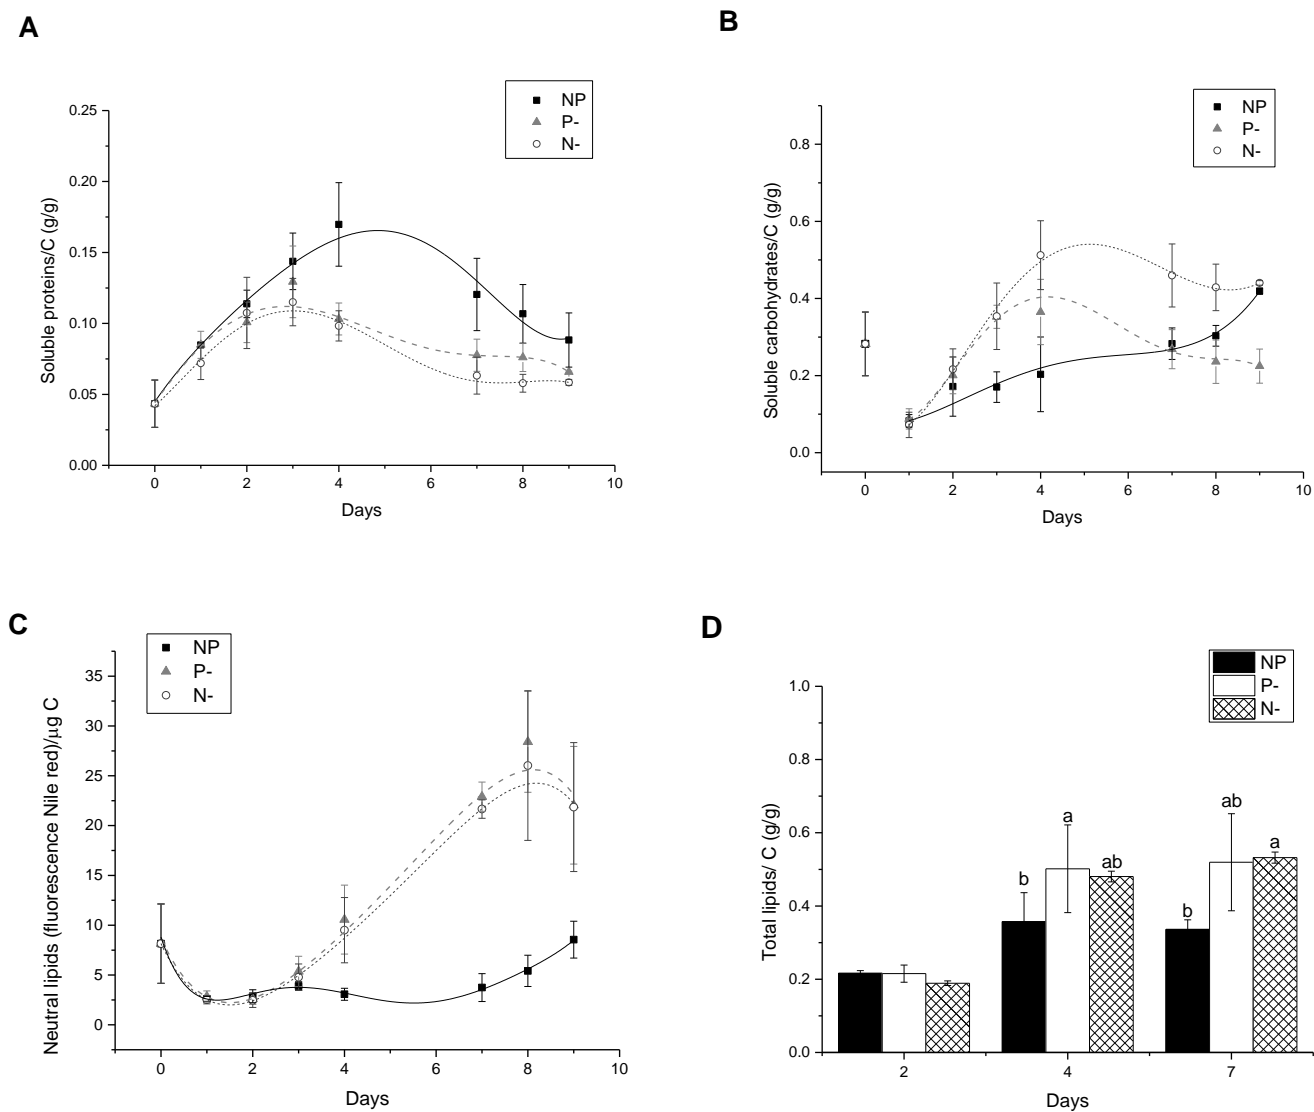 A
NP
P-
N-
0.25
0.20
0.15
0.10
0.05
0.00
Soluble proteins/C (g/g)
0 2 4 6 8 10
Days
B
NP
P-
N-
0.8
0.6
0.4
0.2
0.0
Soluble carbohydrates/C (g/g)
0 2 4 6 8 10
Days
C
NP
P-
N-
35
30
25
20
15
10
5
0
Neutral lipids (fluorescence Nile red)/µg C
0 2 4 6 8 10
Days
D
NP
P-
N-
1.0
0.8
0.6
0.4
0.2
0.0
Total lipids/ C (g/g)
b a ab b ab a
2 4 7
Days